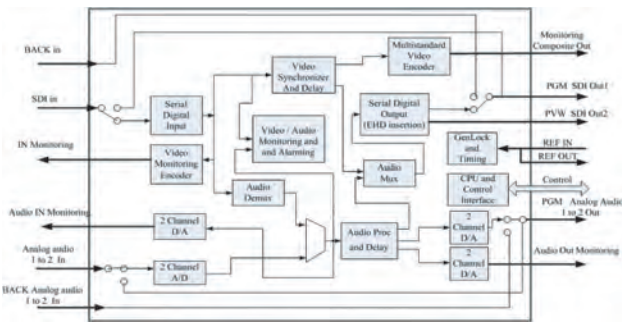 BACK in
SDI in
IN Monitoring
Audio IN Monitoring
Analog audio
1 to 2 In
BACK Analog audio
1 to 2 In
Serial
Digital
Input
Video
Monitoring
Encoder
2 Channel
D/A
2 Channel
A/D
Video
Synchronizer
And Delay
Video / Audio
Monitoring and
and Alarming
Audio
Demux
Multistandard
Video
Encoder
Serial Digital
Output
(EHD insertion)
Audio
Mux
Audio Proc
and Delay
GenLock
and
Timing
CPU and
Control
Interface
2
Channel
D/A
2
Channel
D/A
Monitoring
Composite Out
PGM SDI Out1
PVW SDI Out2
REF IN
REF OUT
Control
PGM Analog Audio
1 to 2 Out
Audio Out Monitoring